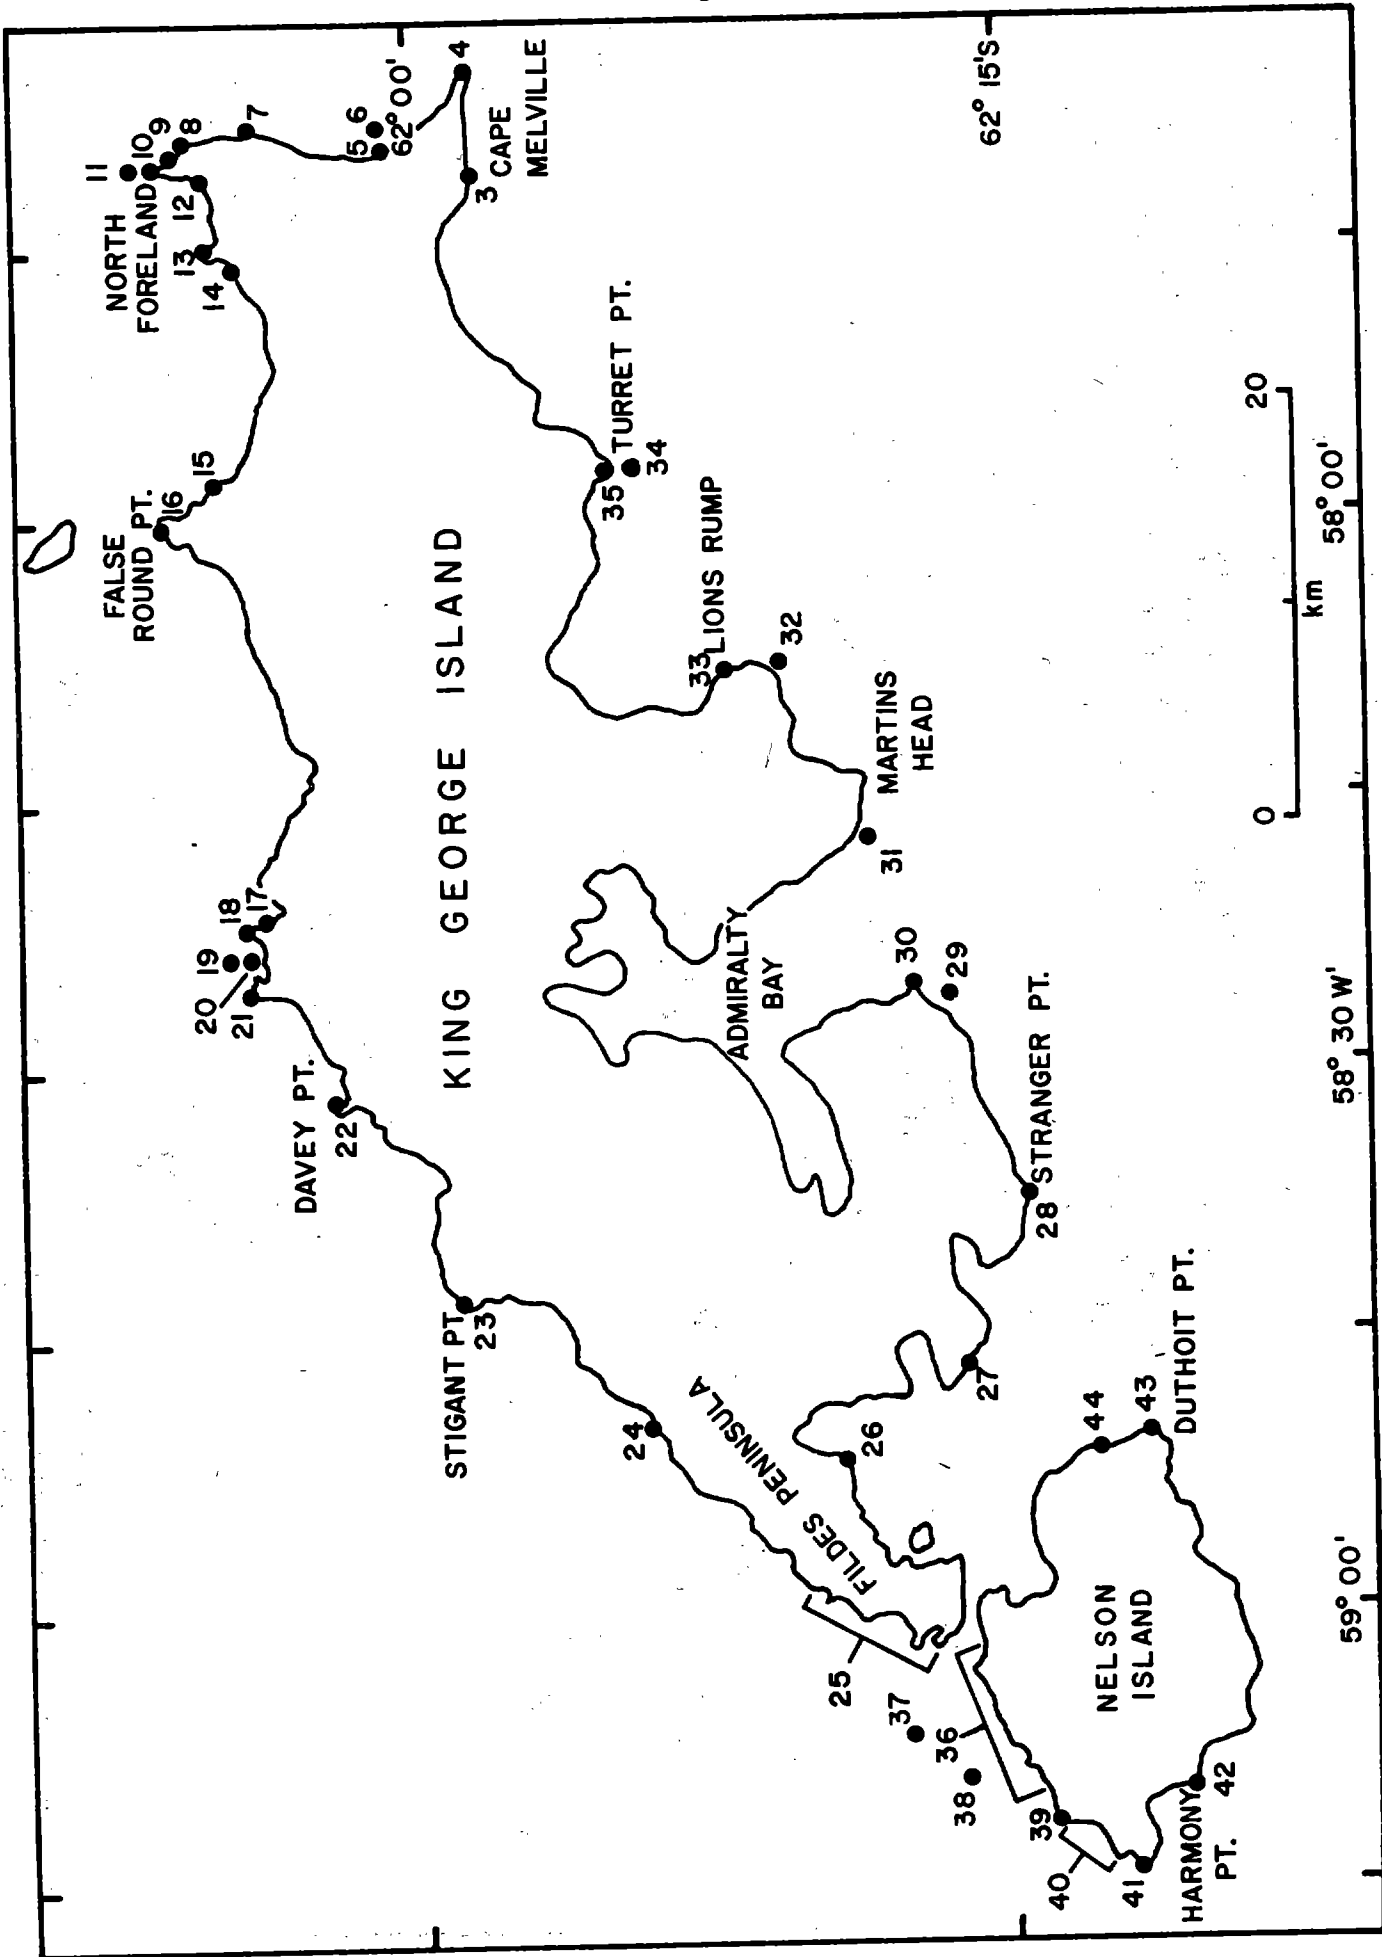 11
10
9
8
7
NORTH
FORELAND
12
13
14
5
6
62° 00'
4
3
CAPE
MELVILLE
62° 15'S
FALSE
ROUND PT.
16
15
35
TURRET PT.
34
33
LIONS RUMP
32
MARTINS
HEAD
31
KING GEORGE ISLAND
ADMIRALTY
BAY
17
18
19
20
21
DAVEY PT.
22
STIGANT PT.
23
24
FILDES PENINSULA
25
26
27
28
STRANGER PT.
29
30
37
36
38
39
40
41
HARMONY
PT.
42
NELSON
ISLAND
44
43
DUTHOIT PT.
0
20
km
58° 00'
58° 30'W
59° 00'